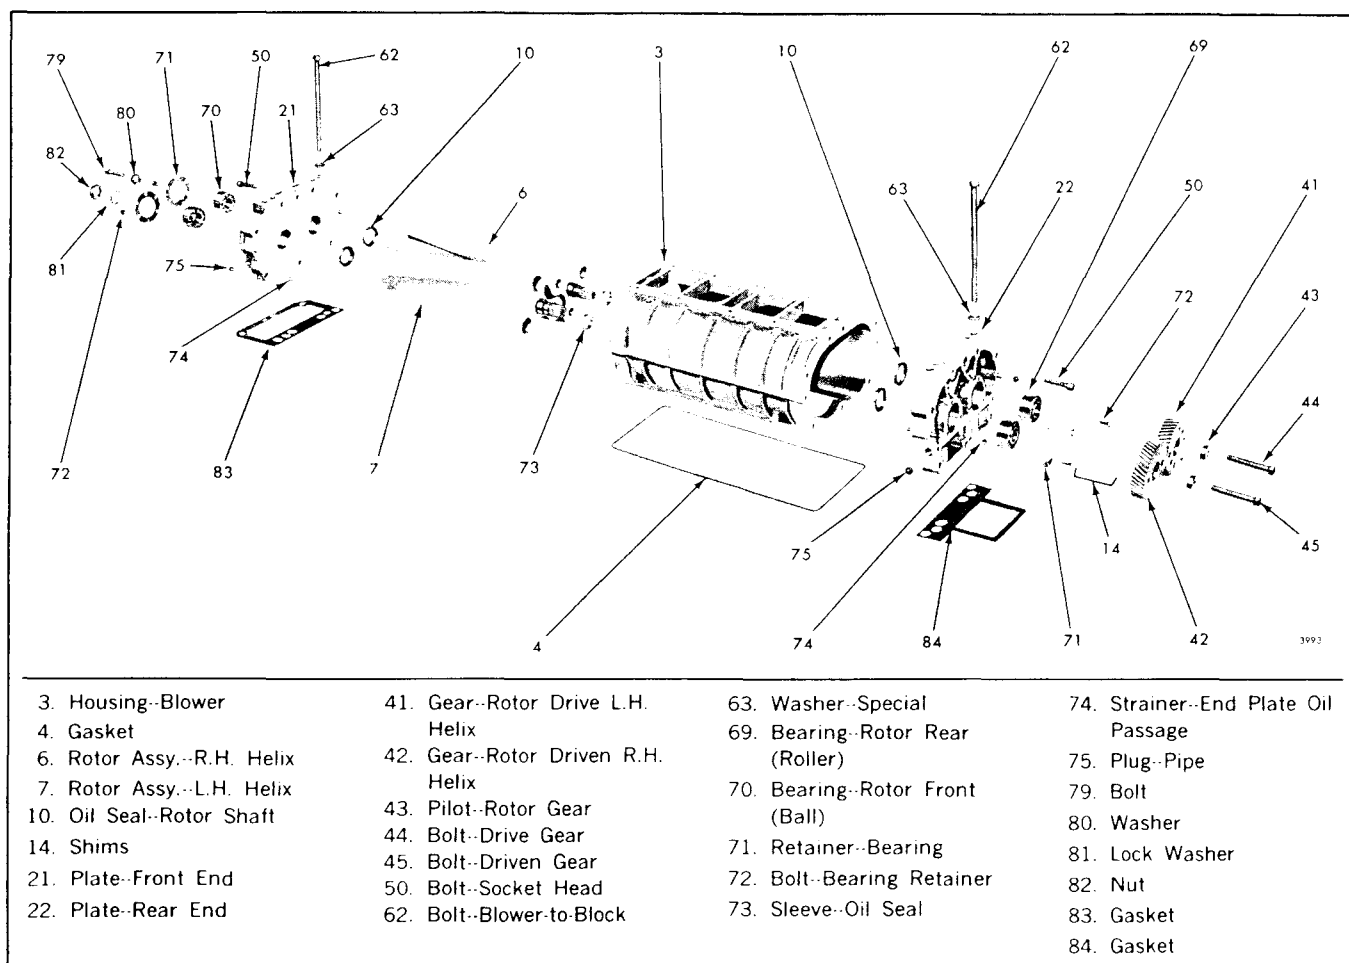 79
71
50
62
10
3
10
62
69
80
70
21
63
82
63
22
50
41
6
81
75
72
43
74
44
72
83
7
73
75
14
45
4
74
84
71
42
3993
3. Housing--Blower
4. Gasket
6. Rotor Assy.--R.H. Helix
7. Rotor Assy.--L.H. Helix
10. Oil Seal--Rotor Shaft
14. Shims
21. Plate--Front End
22. Plate--Rear End
41. Gear--Rotor Drive L.H.
Helix
42. Gear--Rotor Driven R.H.
Helix
43. Pilot--Rotor Gear
44. Bolt--Drive Gear
45. Bolt--Driven Gear
50. Bolt--Socket Head
62. Bolt--Blower-to-Block
63. Washer--Special
69. Bearing--Rotor Rear
(Roller)
70. Bearing--Rotor Front
(Ball)
71. Retainer--Bearing
72. Bolt--Bearing Retainer
73. Sleeve--Oil Seal
74. Strainer--End Plate Oil
Passage
75. Plug--Pipe
79. Bolt
80. Washer
81. Lock Washer
82. Nut
83. Gasket
84. Gasket